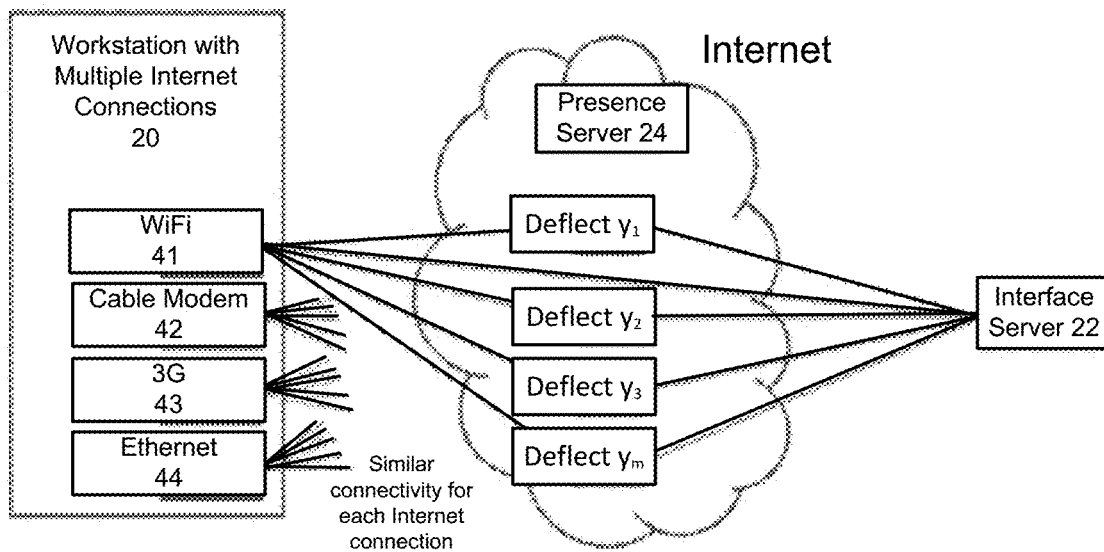 Workstation with
Multiple Internet
Connections
20
WiFi
41
Cable Modem
42
3G
43
Ethernet
44
Similar
connectivity for
each Internet
connection
Internet
Presence
Server 24
Deflect y₁
Deflect y₂
Deflect y₃
Deflect yₘ
Interface
Server 22